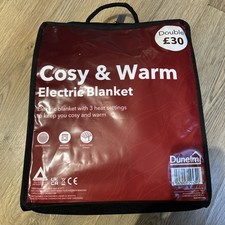 Double
£30
Cosy & Warm
Electric Blanket
blanket with 3 heat settings
to keep you cosy and warm
Dunelm